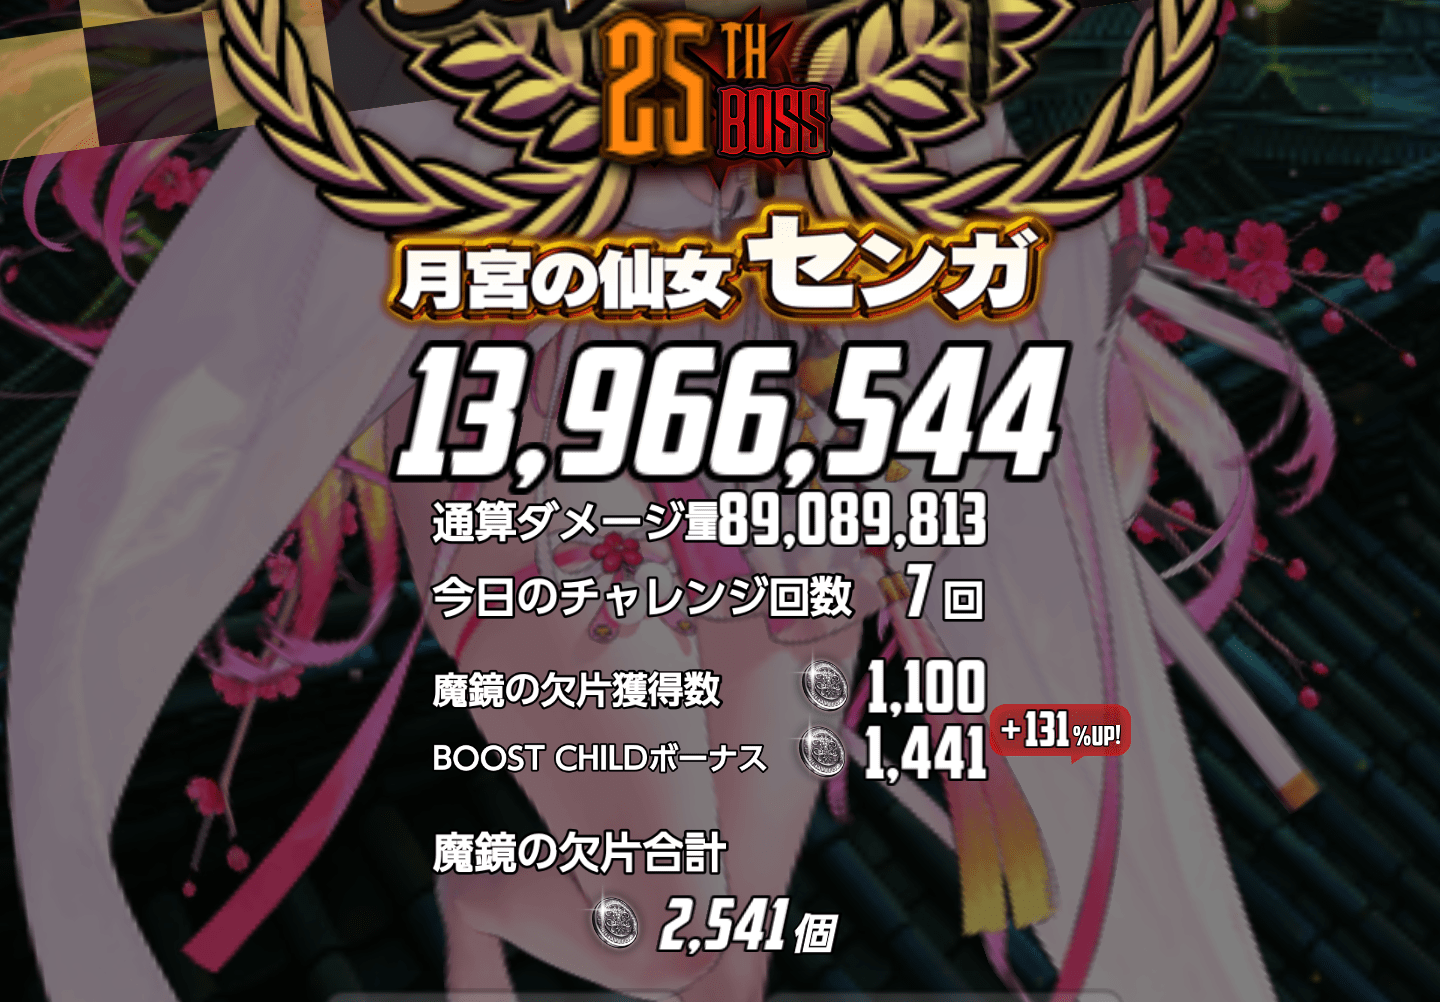 25TH BOSS
月宮の仙女 センガ
13,966,544
通算ダメージ量89,089,813
今日のチャレンジ回数 7回
魔鏡の欠片獲得数 1,100
BOOST CHILDボーナス 1,441 +131%UP!
魔鏡の欠片合計
2,541個